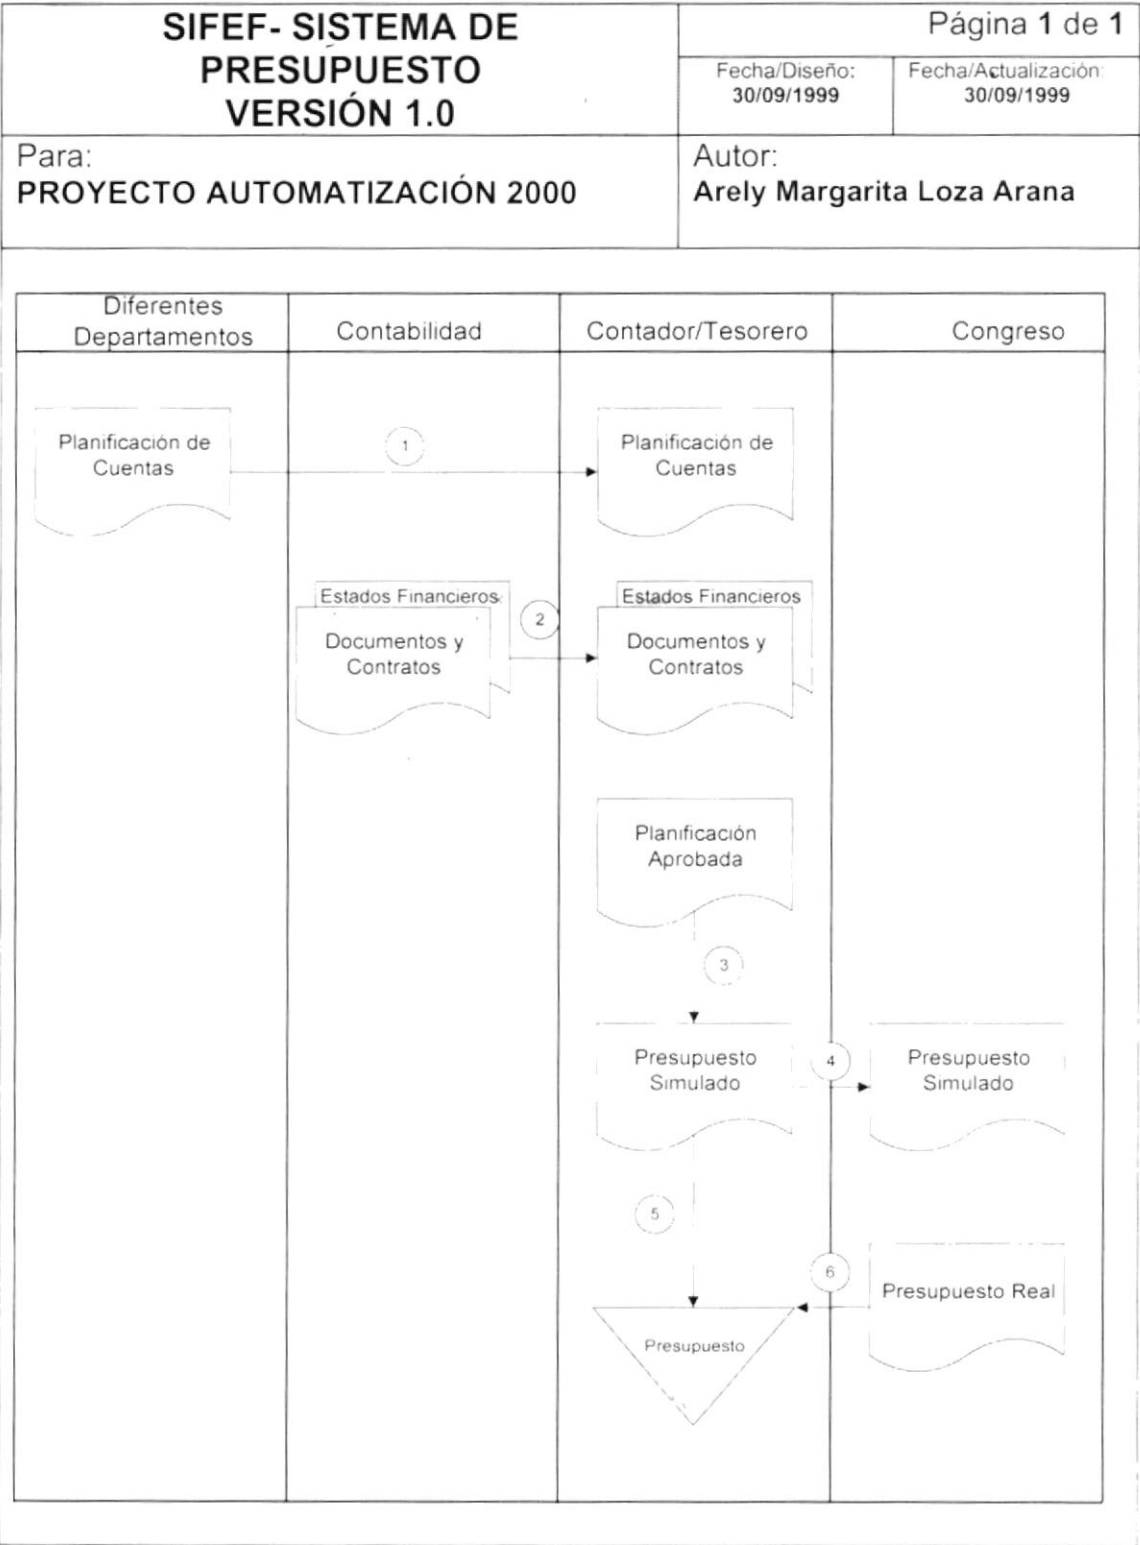 SIFEF- SISTEMA DE
PRESUPUESTO
VERSIÓN 1.0
Página 1 de 1
Fecha/Diseño:
30/09/1999
Fecha/Actualización:
30/09/1999
Para:
PROYECTO AUTOMATIZACIÓN 2000
Autor:
Arely Margarita Loza Arana
Diferentes
Departamentos
Contabilidad
Contador/Tesorero
Congreso
Planificación de
Cuentas
1
Planificación de
Cuentas
Estados Financieros
Documentos y
Contratos
2
Estados Financieros
Documentos y
Contratos
Planificación
Aprobada
3
Presupuesto
Simulado
4
Presupuesto
Simulado
5
6
Presupuesto Real
Presupuesto